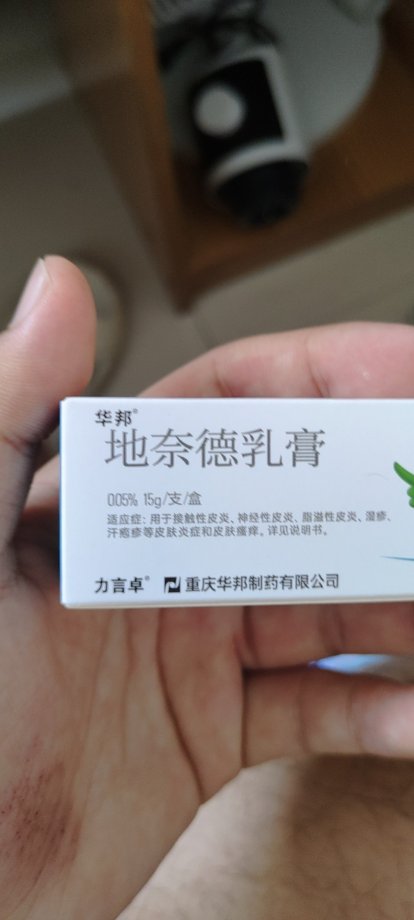 华邦®
地奈德乳膏
0.05% 15g/支/盒
适应症：用于接触性皮炎、神经性皮炎、脂溢性皮炎、湿疹、
汗疱疹等皮肤炎症和皮肤瘙痒。详见说明书。
力言卓® 重庆华邦制药有限公司